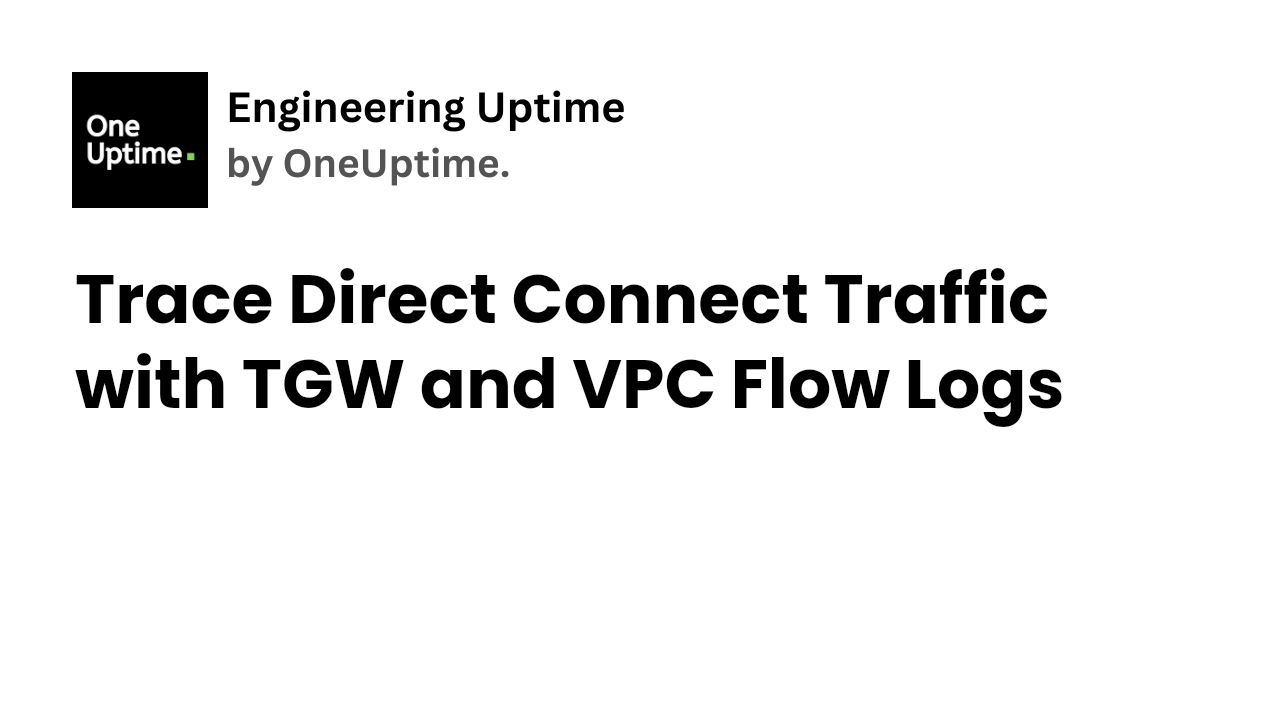 One
Uptime.
Engineering Uptime
by OneUptime.
Trace Direct Connect Traffic
with TGW and VPC Flow Logs